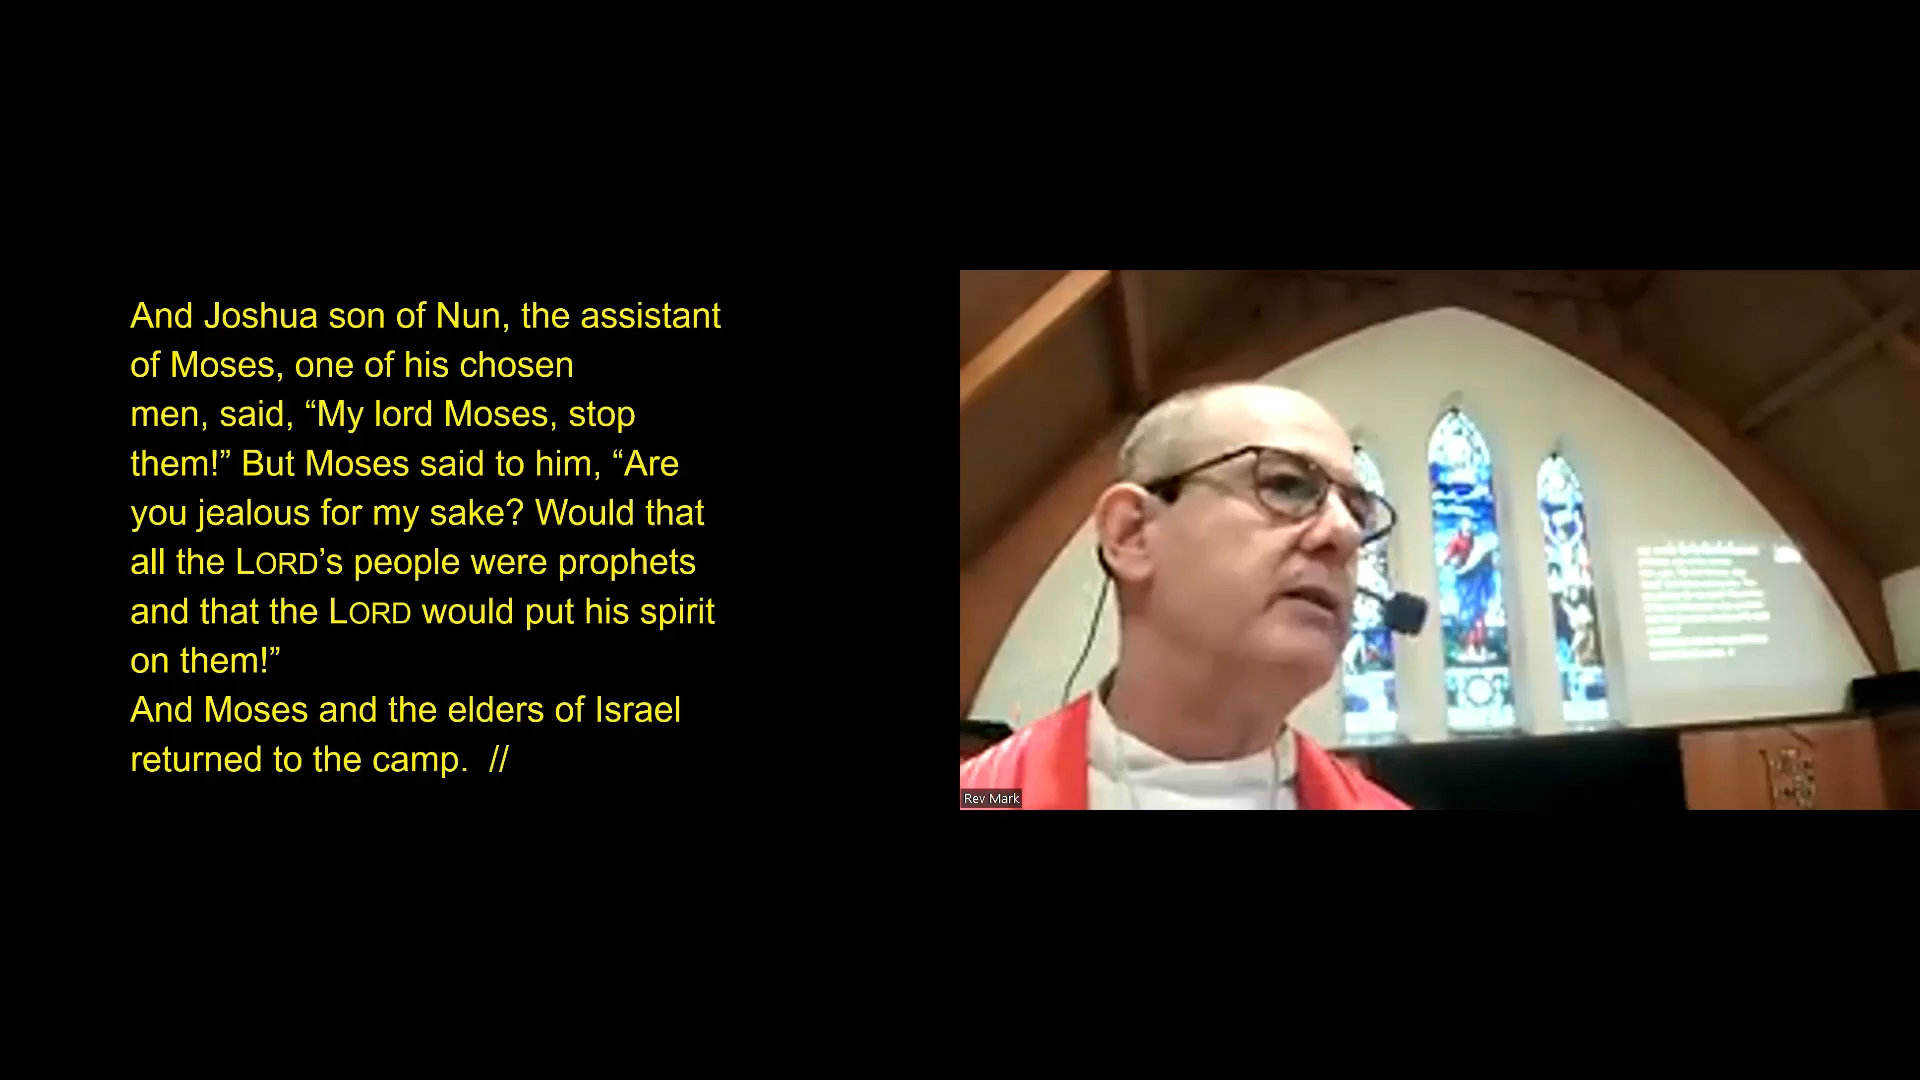 And Joshua son of Nun, the assistant
of Moses, one of his chosen
men, said, “My lord Moses, stop
them!” But Moses said to him, “Are
you jealous for my sake? Would that
all the LORD’s people were prophets
and that the LORD would put his spirit
on them!”
And Moses and the elders of Israel
returned to the camp.  //
Rev Mark